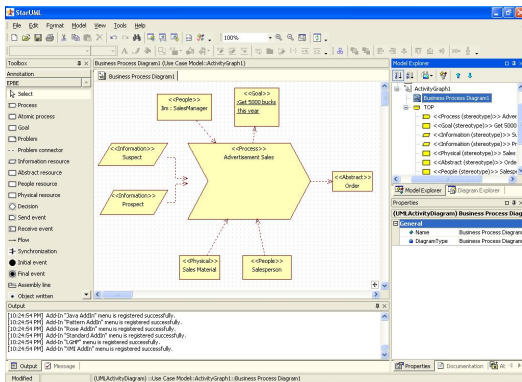 StarUML
File Edit Format Model View Tools Help
100%
Toolbox
Annotation
EPBE
Select
Process
Atomic process
Goal
Problem
Problem connector
Information resource
Abstract resource
People resource
Physical resource
Decision
Send event
Receive event
Flow
Synchronization
Initial event
Final event
Assembly line
Object written
Business Process Diagram1 (Use Case Model::ActivityGraph1)
Business Process Diagram1
<<People>>
Jim : SalesManager
<<Goal>>
:Get 5000 bucks
this year
<<Information>>
Suspect
<<Process>>
Advertisement Sales
<<Abstract>>
Order
<<Information>>
Prospect
<<Physical>>
Sales Material
<<People>>
Salesperson
Model Explorer
ActivityGraph1
Business Process Diagram1
TOP
<<Process (stereotype)>> Adver
<<Goal (stereotype)>> Get 5000
<<Information (stereotype)>> Su
<<Information (stereotype)>> Pr
<<Physical (stereotype)>> Sales
<<Abstract (stereotype)>> Orde
<<People (stereotype)>> Salesp
Model Explorer Diagram Explorer
Properties
(UMLActivityDiagram) Business Process Diag
General
Name Business Process Diagram
DiagramType Business Process Diagram
Output
[10:24:54 PM] Add-In "Java AddIn" menu is registered successfully.
[10:24:54 PM] Add-In "Pattern AddIn" menu is registered successfully.
[10:24:54 PM] Add-In "Rose AddIn" menu is registered successfully.
[10:24:54 PM] Add-In "Standard AddIn" menu is registered successfully.
[10:24:54 PM] Add-In "LGHP" menu is registered successfully.
[10:24:54 PM] Add-In "XMI AddIn" menu is registered successfully.
Output Message
Properties Documentation At
Modified (UMLActivityDiagram) ::Use Case Model::ActivityGraph1::Business Process Diagram1